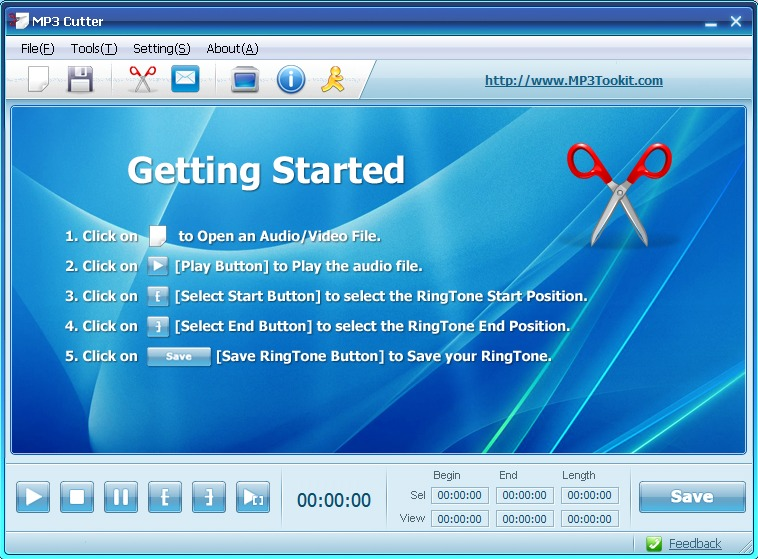 MP3 Cutter
File(F) Tools(T) Setting(S) About(A)
http://www.MP3Tookit.com
Getting Started
1. Click on to Open an Audio/Video File.
2. Click on [Play Button] to Play the audio file.
3. Click on [Select Start Button] to select the RingTone Start Position.
4. Click on [Select End Button] to select the RingTone End Position.
5. Click on Save [Save RingTone Button] to Save your RingTone.
00:00:00
Begin End Length
Sel 00:00:00 00:00:00 00:00:00
View 00:00:00 00:00:00 00:00:00
Save
Feedback